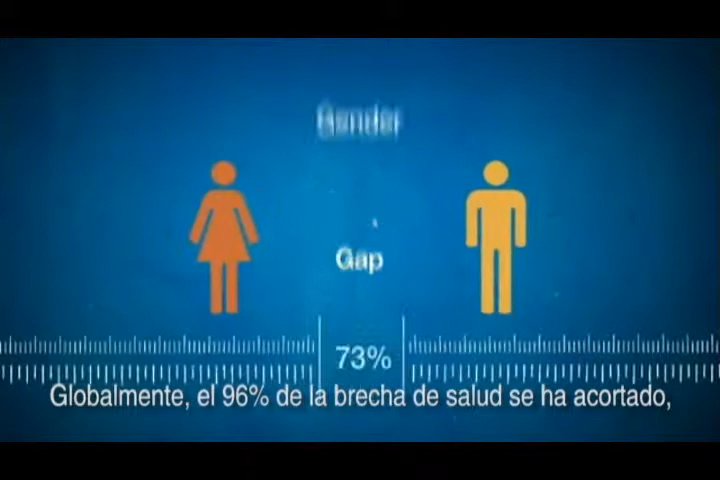 Gender
Gap
73%
Globalmente, el 96% de la brecha de salud se ha acortado,